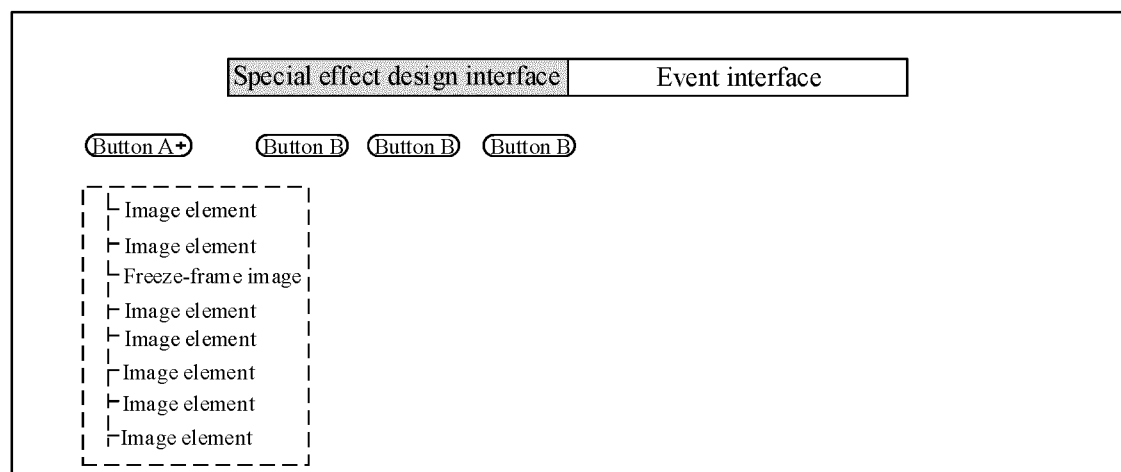 Special effect design interface Event interface
Button A+ Button B Button B Button B
Image element
Image element
Freeze-frame image
Image element
Image element
Image element
Image element
Image element